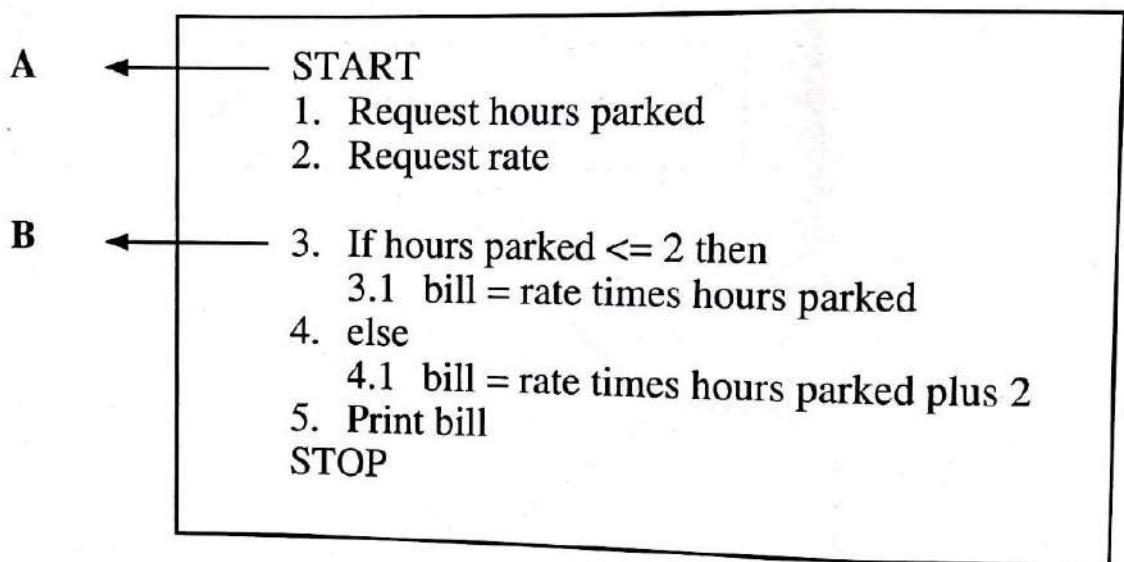 A START
1. Request hours parked
2. Request rate
B 3. If hours parked <= 2 then
3.1 bill = rate times hours parked
4. else
4.1 bill = rate times hours parked plus 2
5. Print bill
STOP